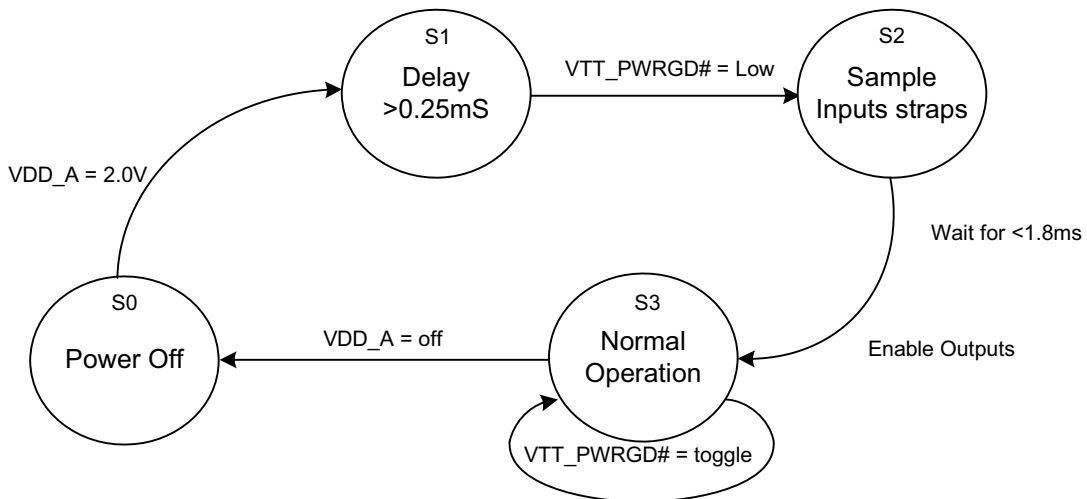 S1
Delay
>0.25mS
VTT_PWRGD# = Low
S2
Sample
Inputs straps
VDD_A = 2.0V
Wait for <1.8ms
S0
Power Off
VDD_A = off
S3
Normal
Operation
Enable Outputs
VTT_PWRGD# = toggle